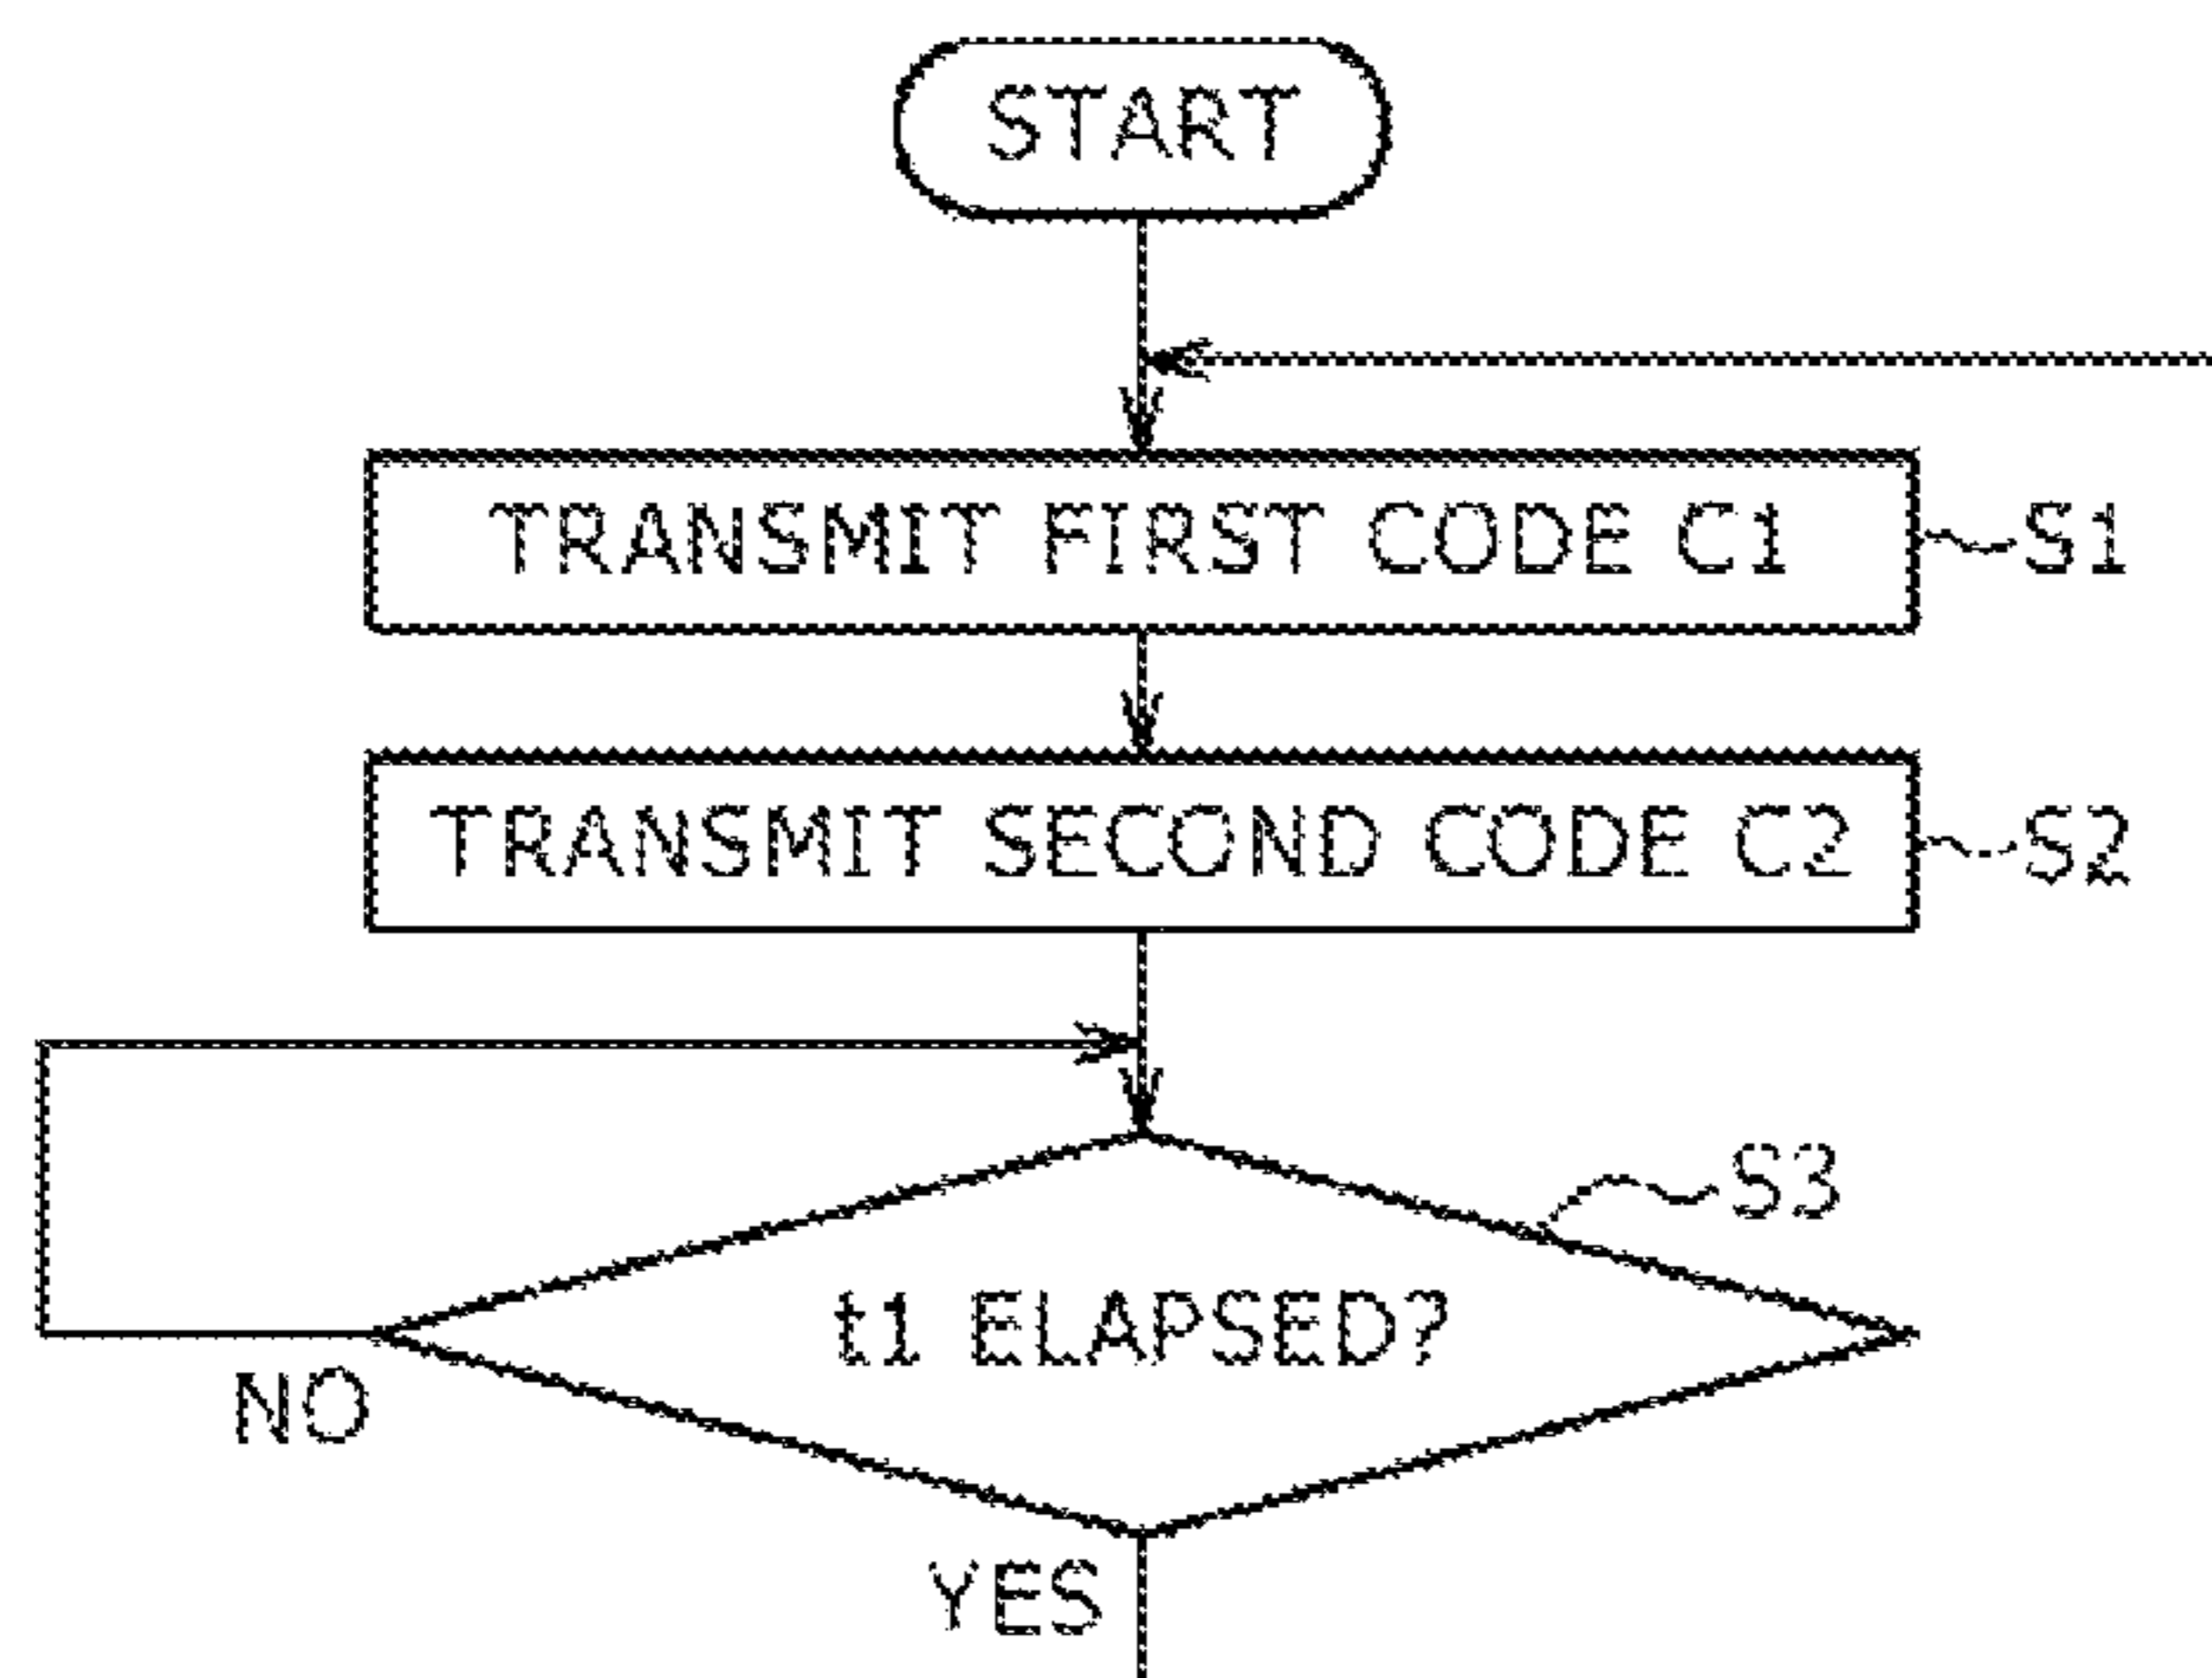 START
TRANSMIT FIRST CODE C1
S1
TRANSMIT SECOND CODE C2
S2
S3
t1 ELAPSED?
NO
YES